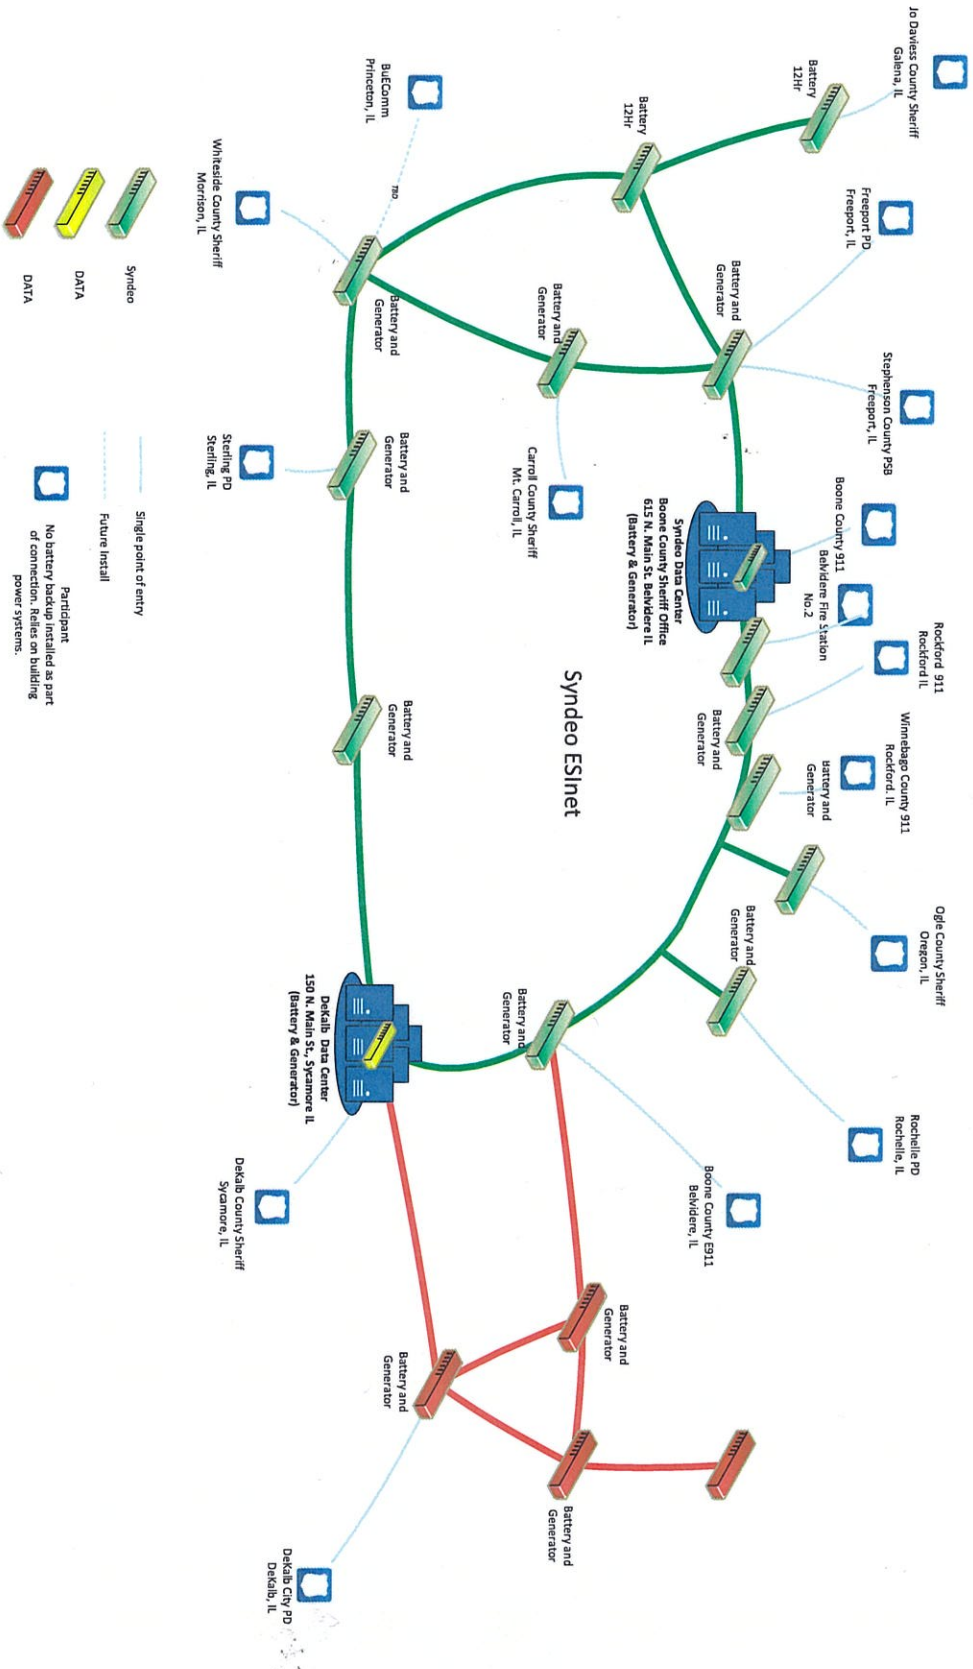 Jo Daviess County Sheriff
Galena, IL
Battery
12Hr
Battery
12Hr
BuEComm
Princeton, IL
TBD
Whiteside County Sheriff
Morrison, IL
Battery and
Generator
Freeport PD
Freeport, IL
Battery and
Generator
Stephenson County PSB
Freeport, IL
Battery and
Generator
Carroll County Sheriff
Mt. Carroll, IL
Sterling PD
Sterling, IL
Battery and
Generator
Boone County 911
Syndeo Data Center
Boone County Sheriff Office
615 N. Main St. Belvidere IL
(Battery & Generator)
Belvidere Fire Station
No.2
Rockford 911
Rockford IL
Battery and
Generator
Winnebago County 911
Rockford. IL
Battery and
Generator
Syndeo ESInet
Battery and
Generator
Ogle County Sheriff
Oregon, IL
Battery and
Generator
Rochelle PD
Rochelle, IL
Battery and
Generator
Boone County E911
Belvidere, IL
DeKalb Data Center
150 N. Main St., Sycamore IL
(Battery & Generator)
DeKalb County Sheriff
Sycamore, IL
Battery and
Generator
Battery and
Generator
Battery and
Generator
DeKalb City PD
DeKalb, IL
Syndeo
DATA
DATA
Single point of entry
Future Install
Participant
No battery backup installed as part
of connection. Relies on building
power systems.